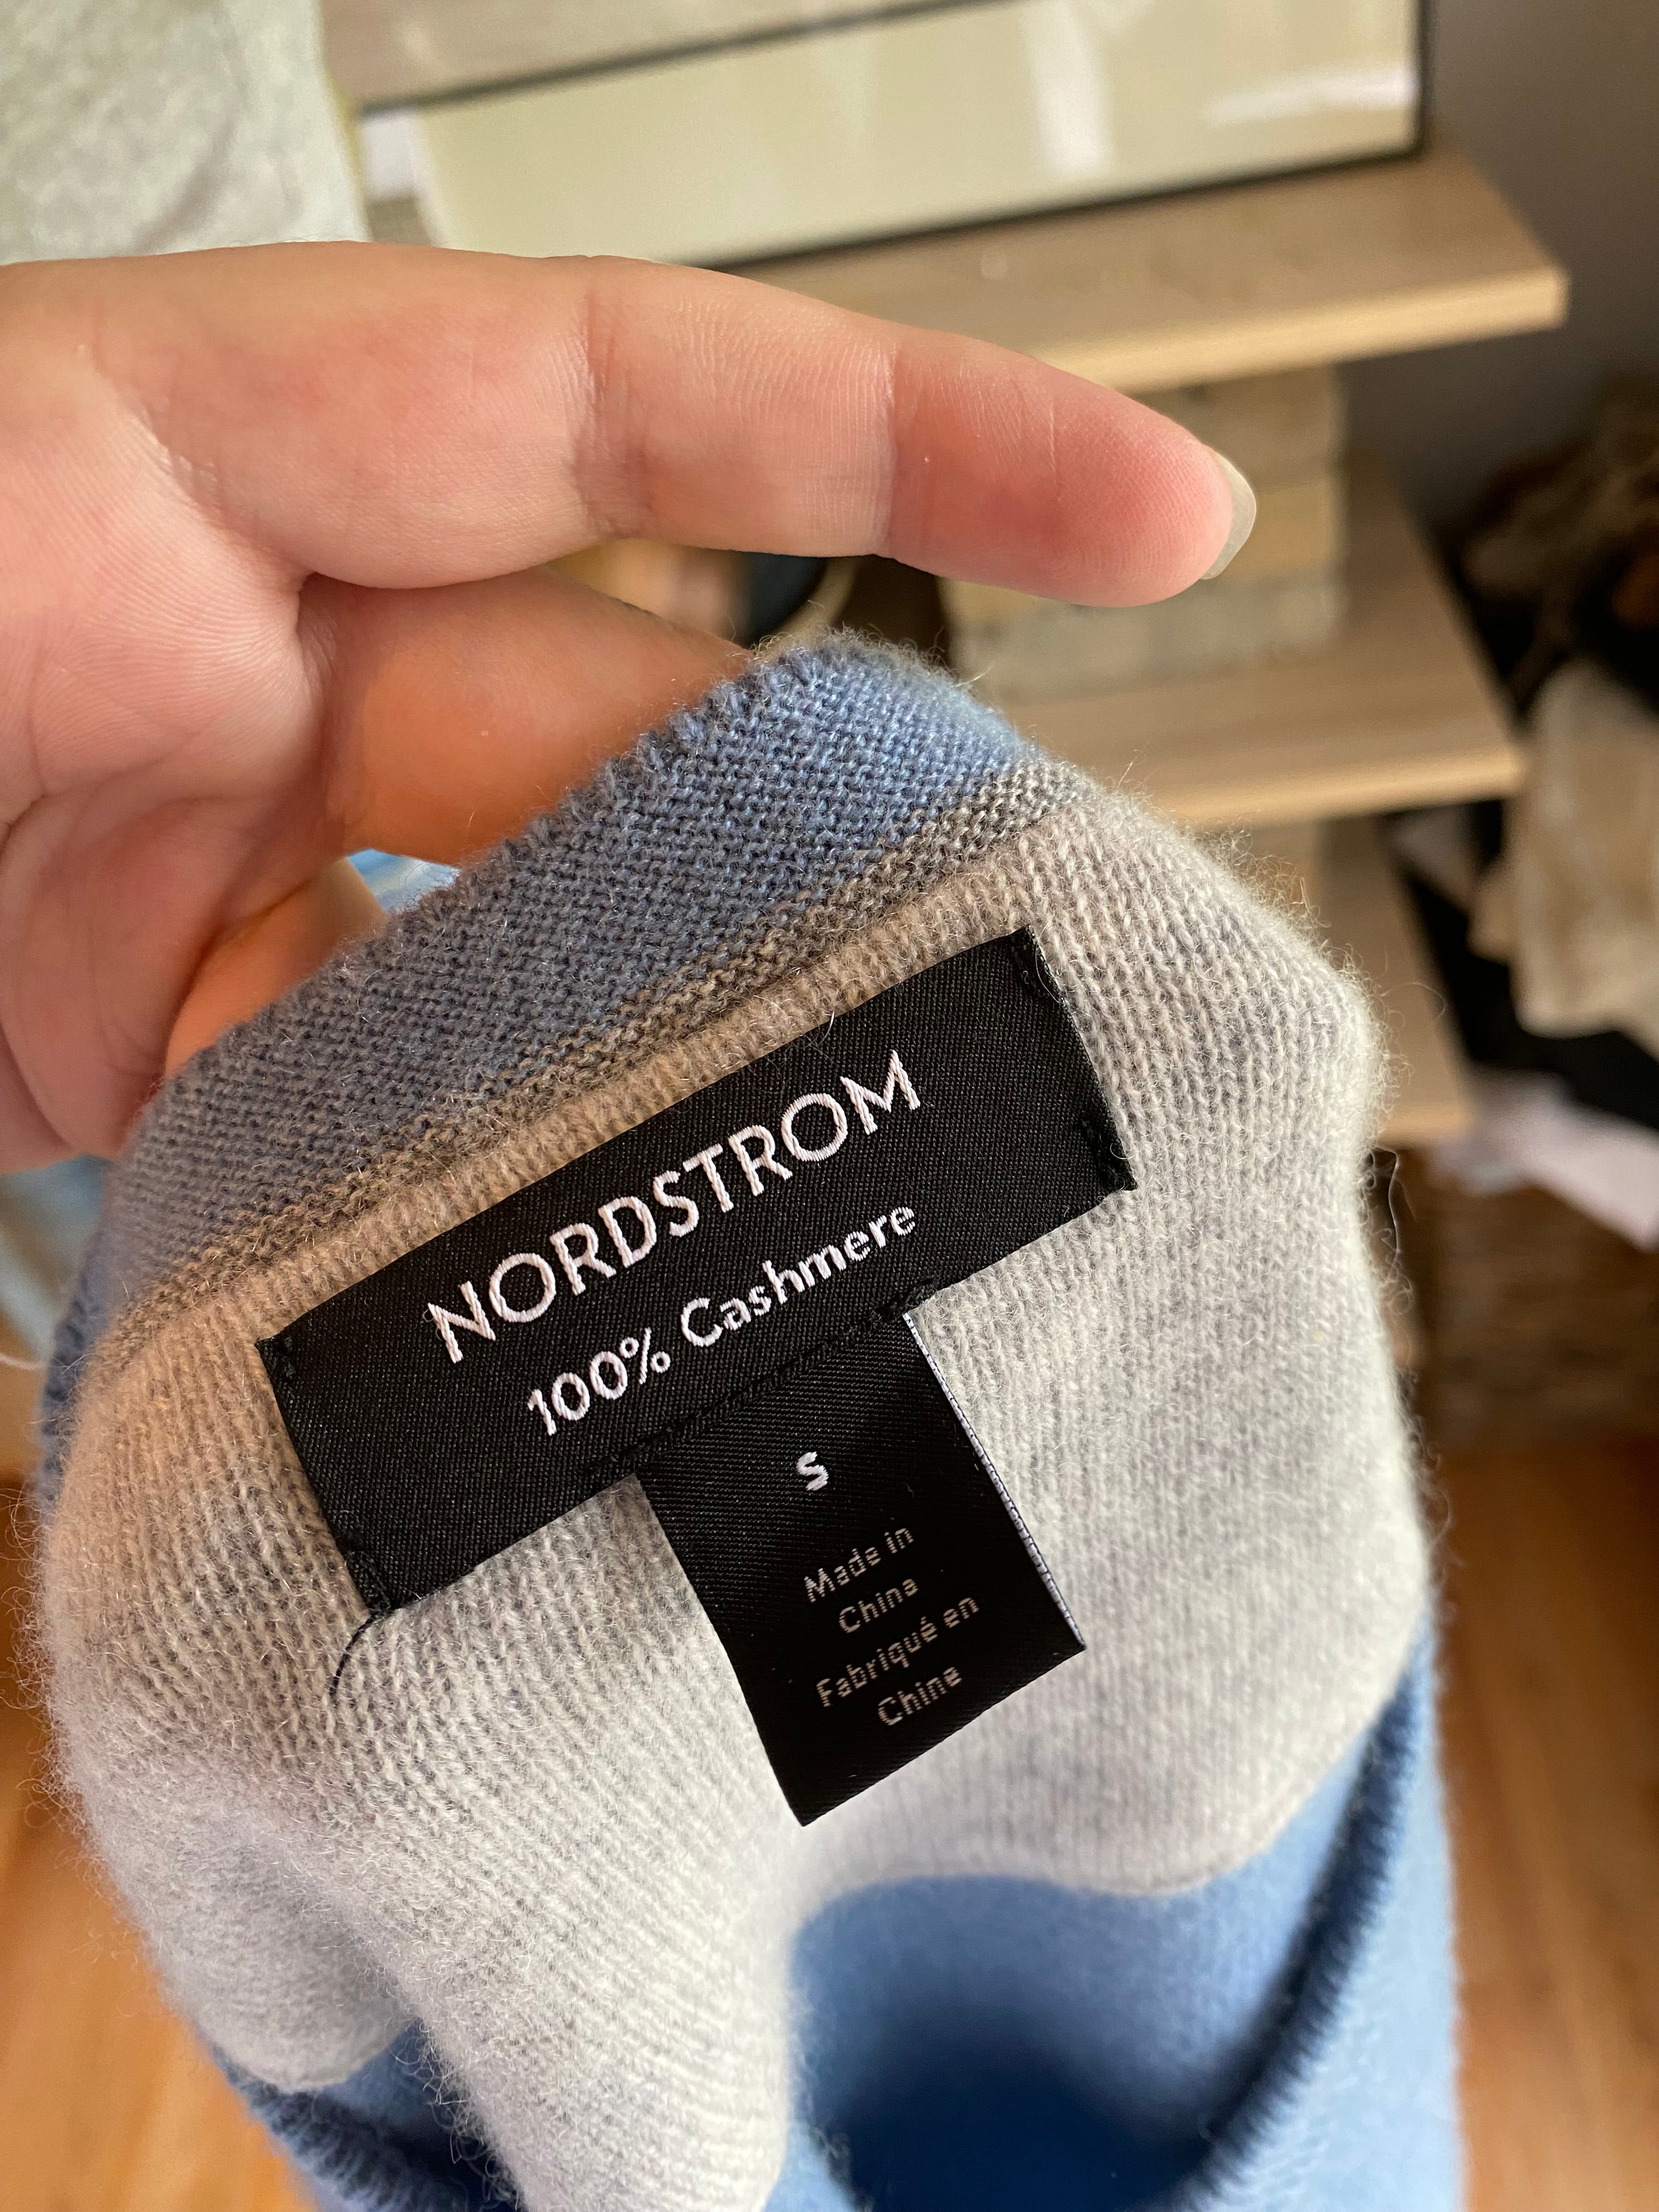 NORDSTROM
100% Cashmere
S
Made in
China
Fabriqué en
Chine